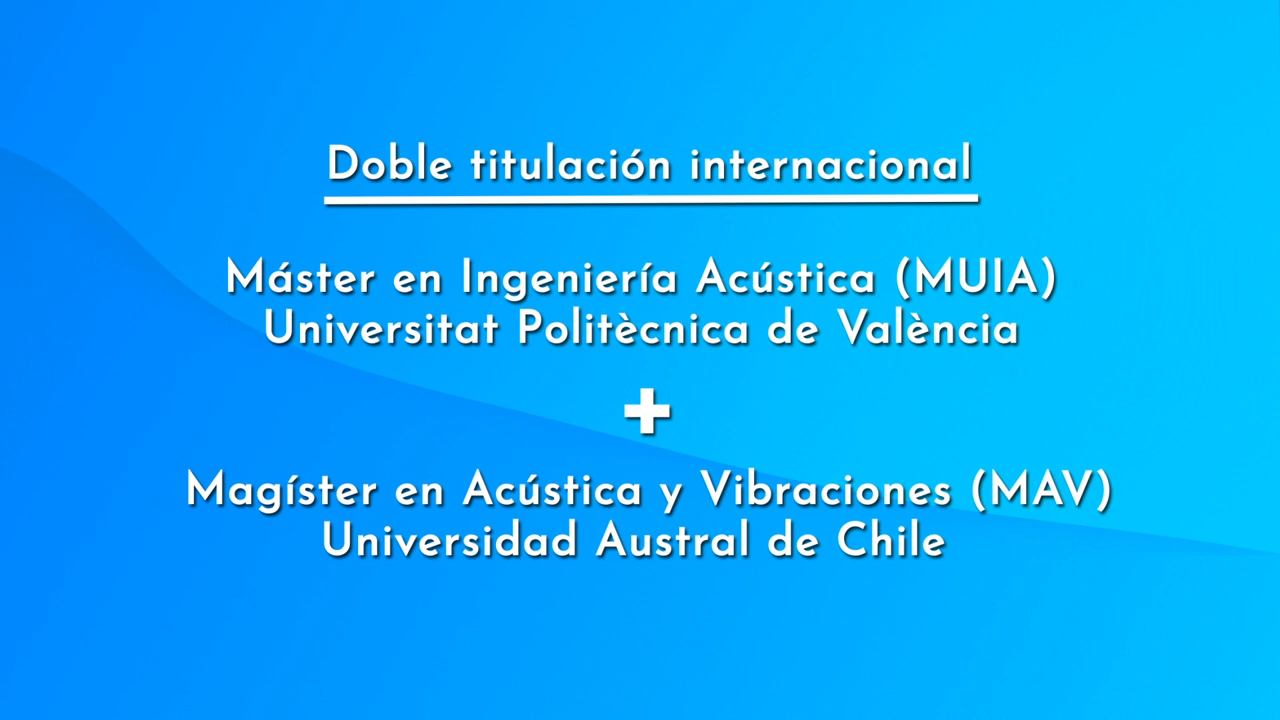 Doble titulación internacional
Máster en Ingeniería Acústica (MUIA)
Universitat Politècnica de València
+
Magíster en Acústica y Vibraciones (MAV)
Universidad Austral de Chile